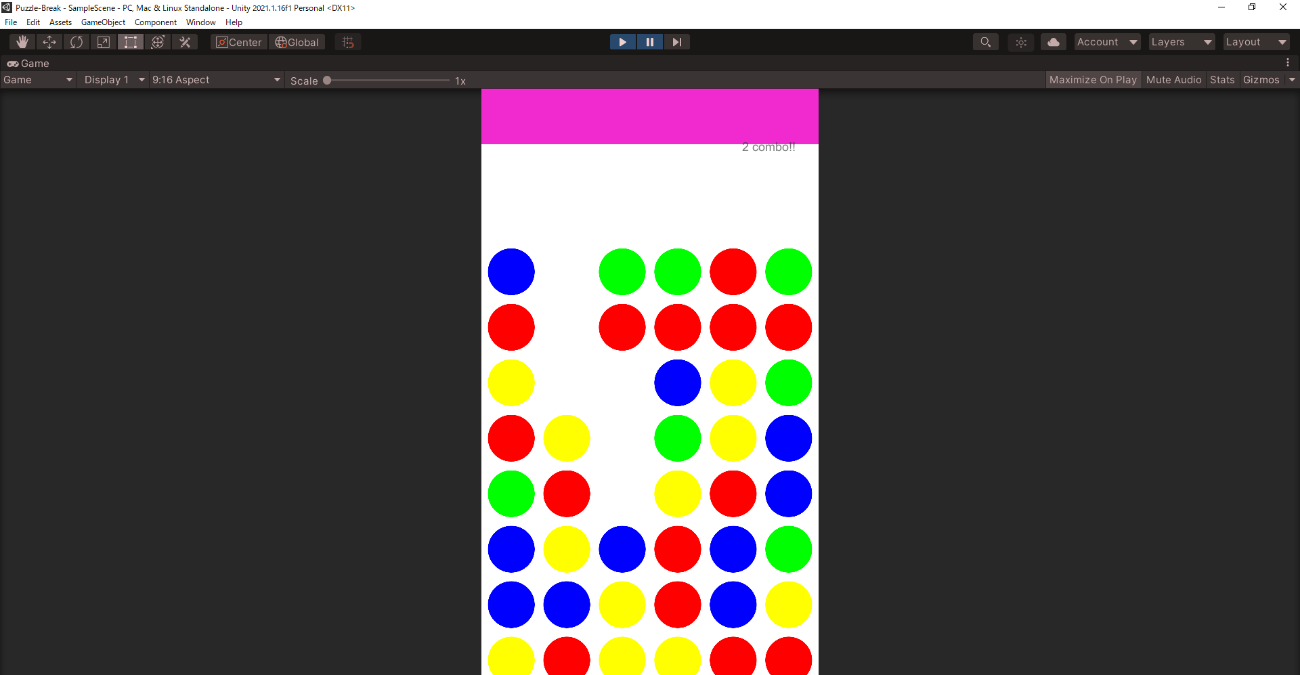 Puzzle-Break - SampleScene - PC, Mac & Linux Standalone - Unity 2021.1.16f1 Personal <DX11>
File Edit Assets GameObject Component Window Help
Center Global Account Layers Layout
Game
Game Display 1 9:16 Aspect Scale 1x Maximize On Play Mute Audio Stats Gizmos
2 combo!!